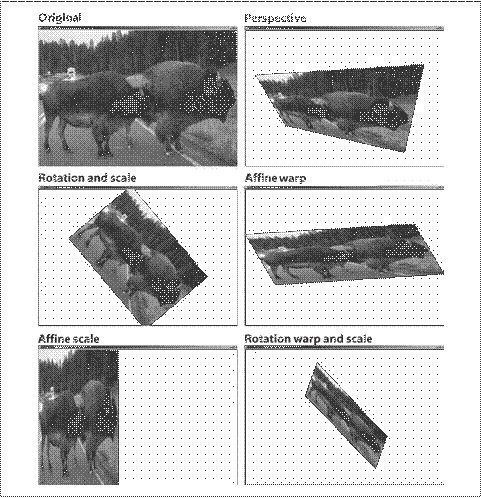 Original
Perspective
Rotation and scale
Affine warp
Affine scale
Rotation warp and scale